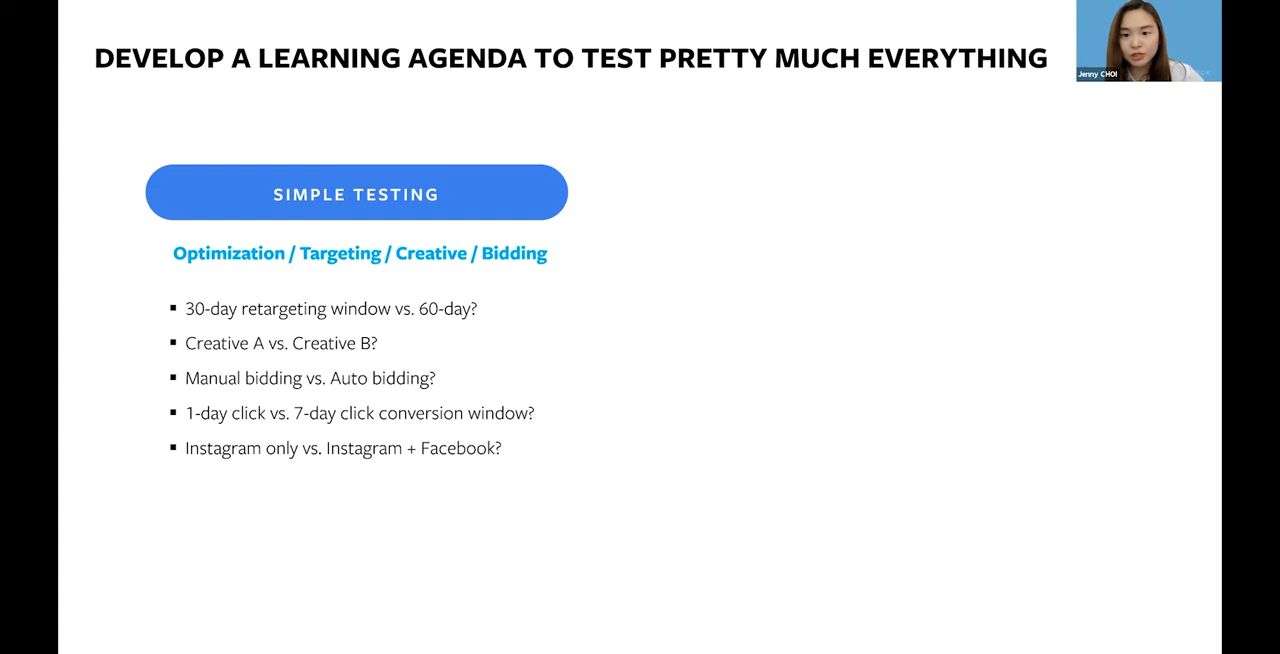 DEVELOP A LEARNING AGENDA TO TEST PRETTY MUCH EVERYTHING
Jenny CHOI
SIMPLE TESTING
Optimization / Targeting / Creative / Bidding
▪ 30-day retargeting window vs. 60-day?
▪ Creative A vs. Creative B?
▪ Manual bidding vs. Auto bidding?
▪ 1-day click vs. 7-day click conversion window?
▪ Instagram only vs. Instagram + Facebook?